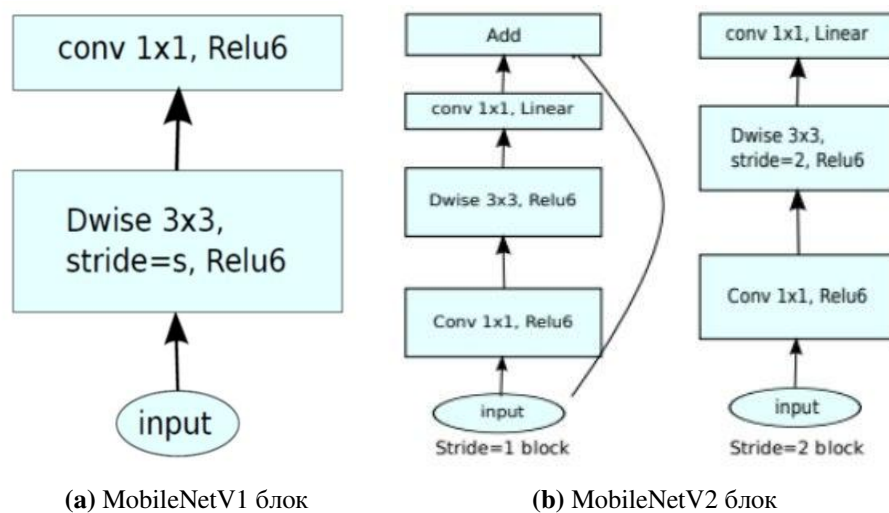 conv 1x1, Relu6
Dwise 3x3,
stride=s, Relu6
input
(a) MobileNetV1 блок
Add
conv 1x1, Linear
Dwise 3x3, Relu6
Conv 1x1, Relu6
input
Stride=1 block
conv 1x1, Linear
Dwise 3x3,
stride=2, Relu6
Conv 1x1, Relu6
input
Stride=2 block
(b) MobileNetV2 блок